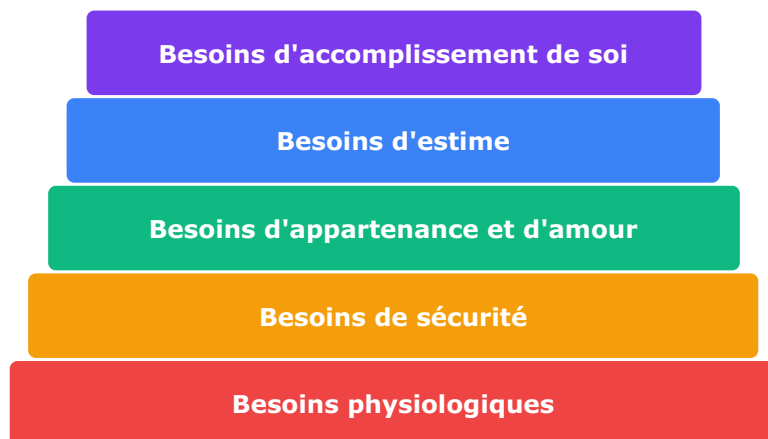 Besoins d'accomplissement de soi
Besoins d'estime
Besoins d'appartenance et d'amour
Besoins de sécurité
Besoins physiologiques